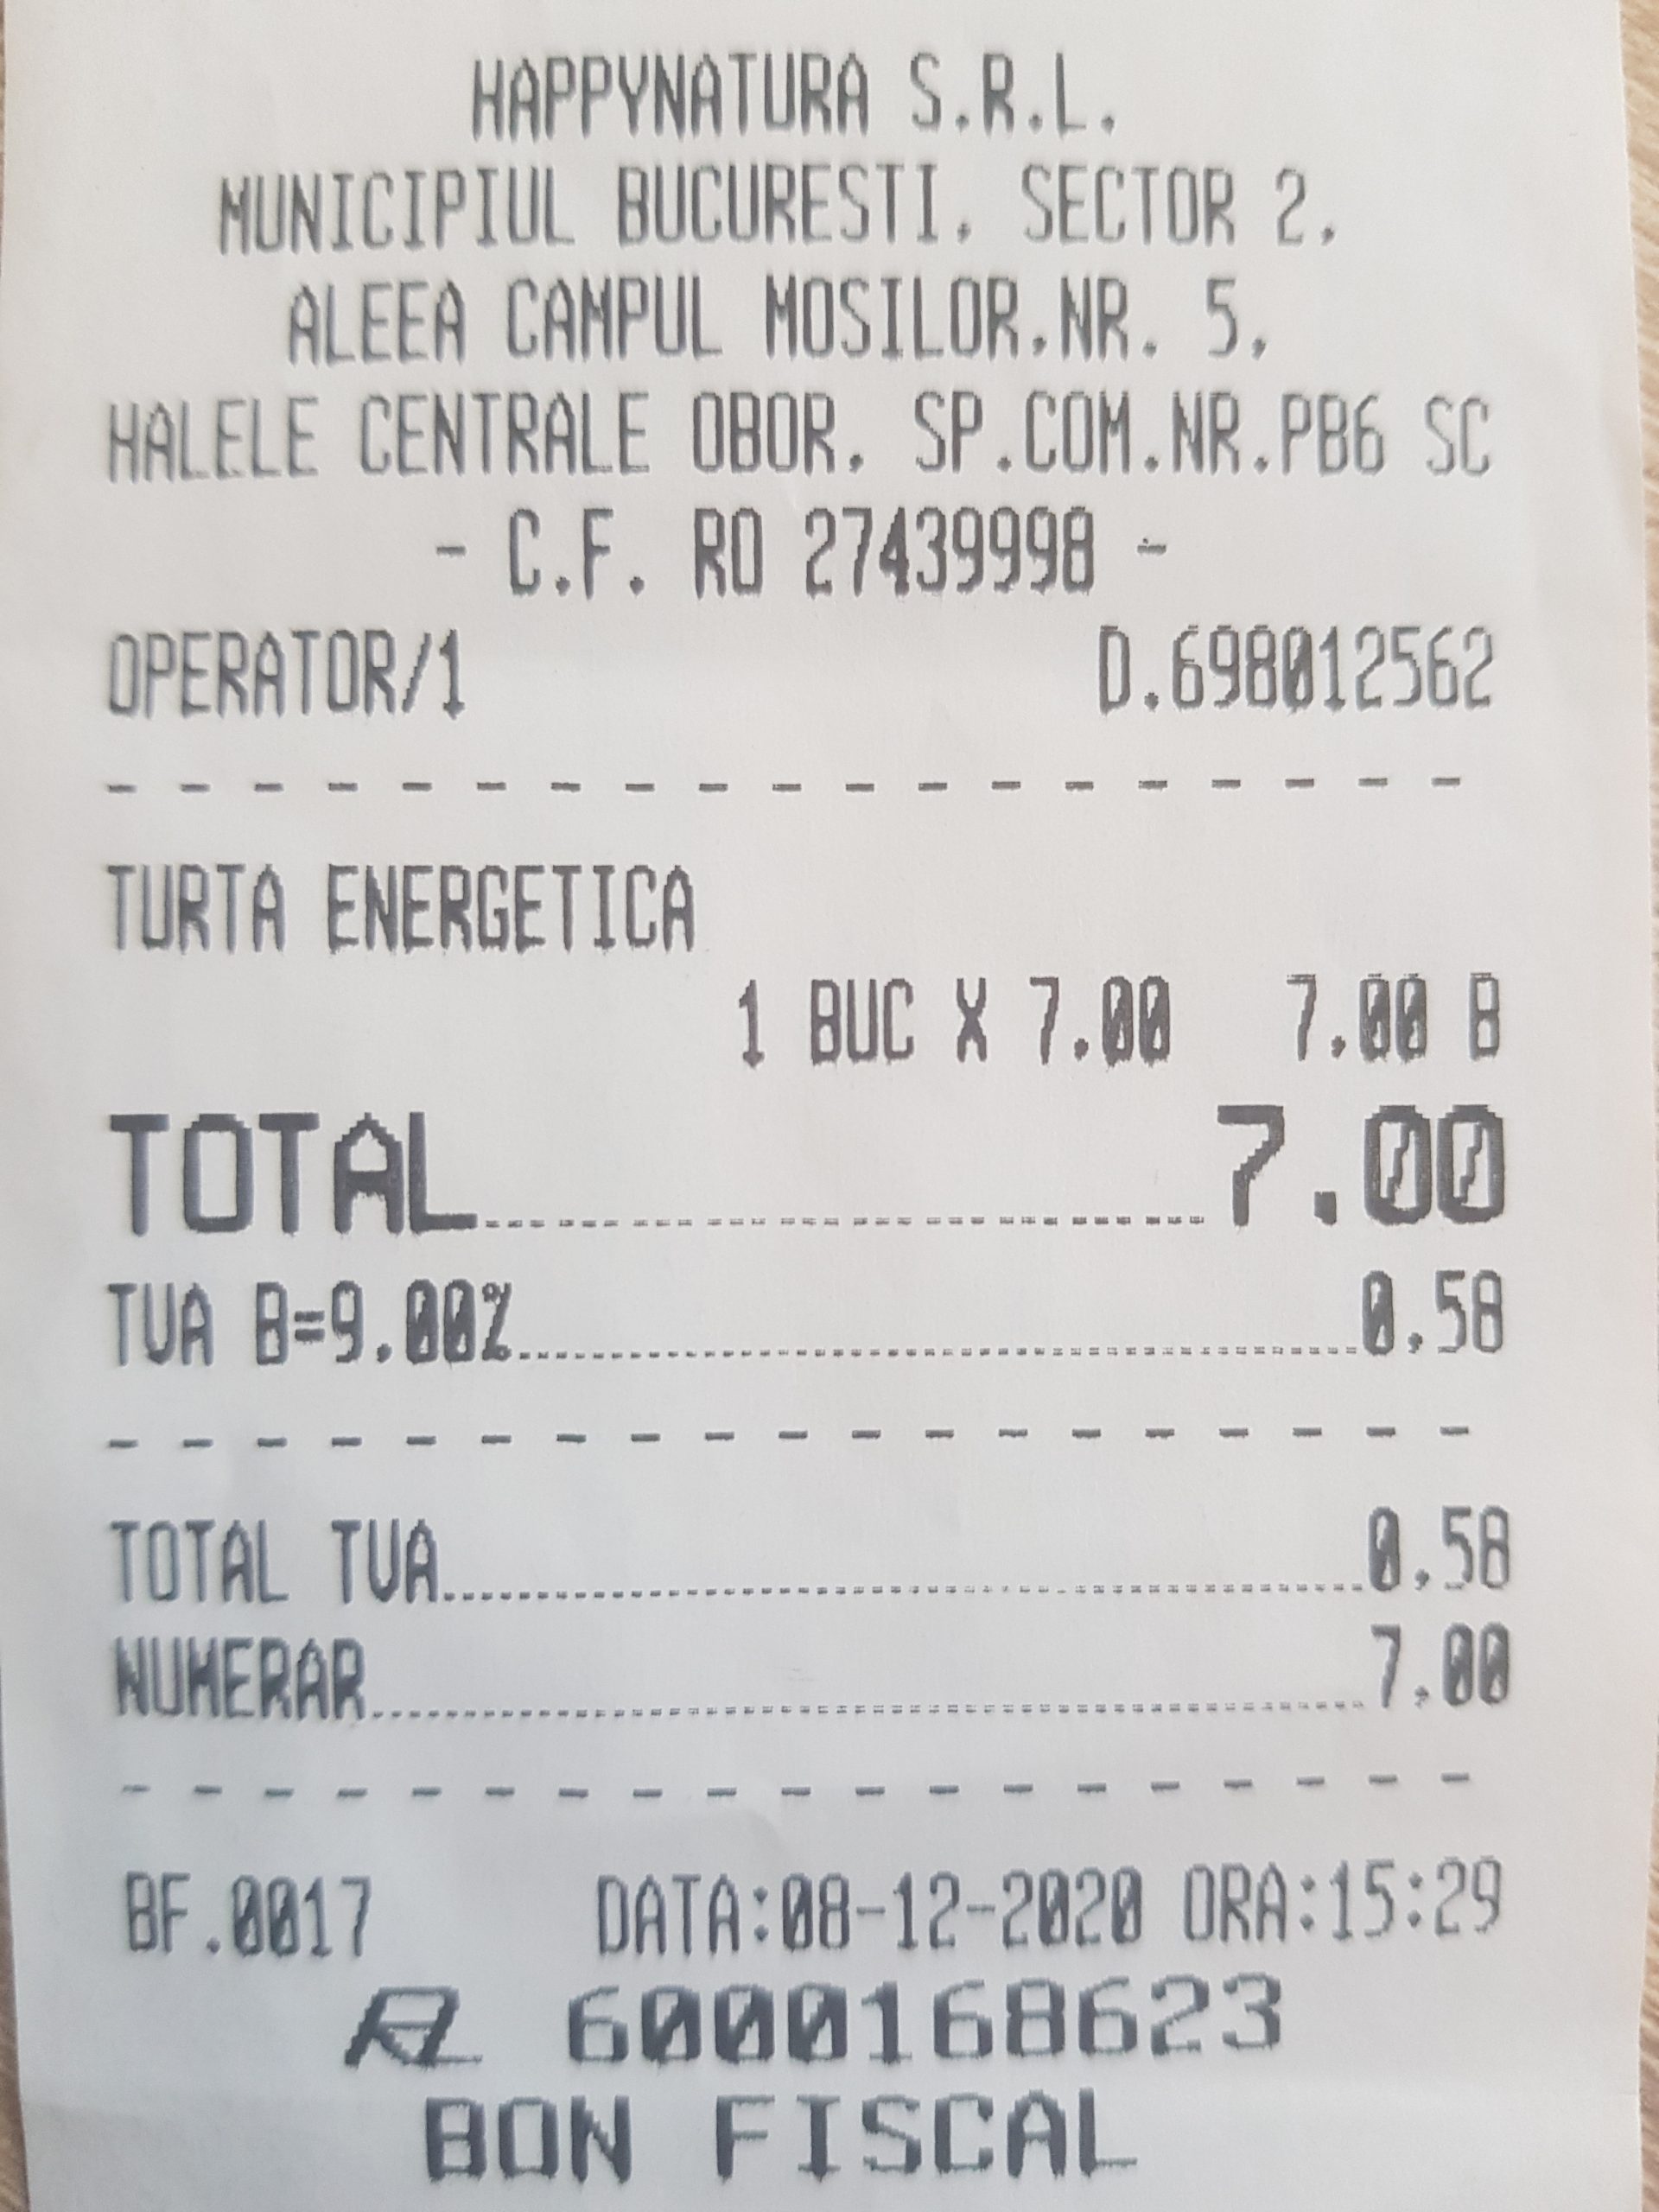 HAPPYNATURA S.R.L.
MUNICIPIUL BUCURESTI, SECTOR 2,
ALEEA CAMPUL MOSILOR,NR. 5,
HALELE CENTRALE OBOR, SP.COM.NR.PB6 SC
- C.F. RO 27439998 -
OPERATOR/1 D.698012562
- - - - - - - - - - - - - - - - - - -
TURTA ENERGETICA
1 BUC X 7.00 7.00 B
TOTAL....................7.00
TVA B=9.00%.......................0.58
- - - - - - - - - - - - - - - - - - -
TOTAL TVA.........................0.58
NUMERAR...........................7.00
- - - - - - - - - - - - - - - - - - -
BF.0017 DATA:08-12-2020 ORA:15:29
6000168623
BON FISCAL